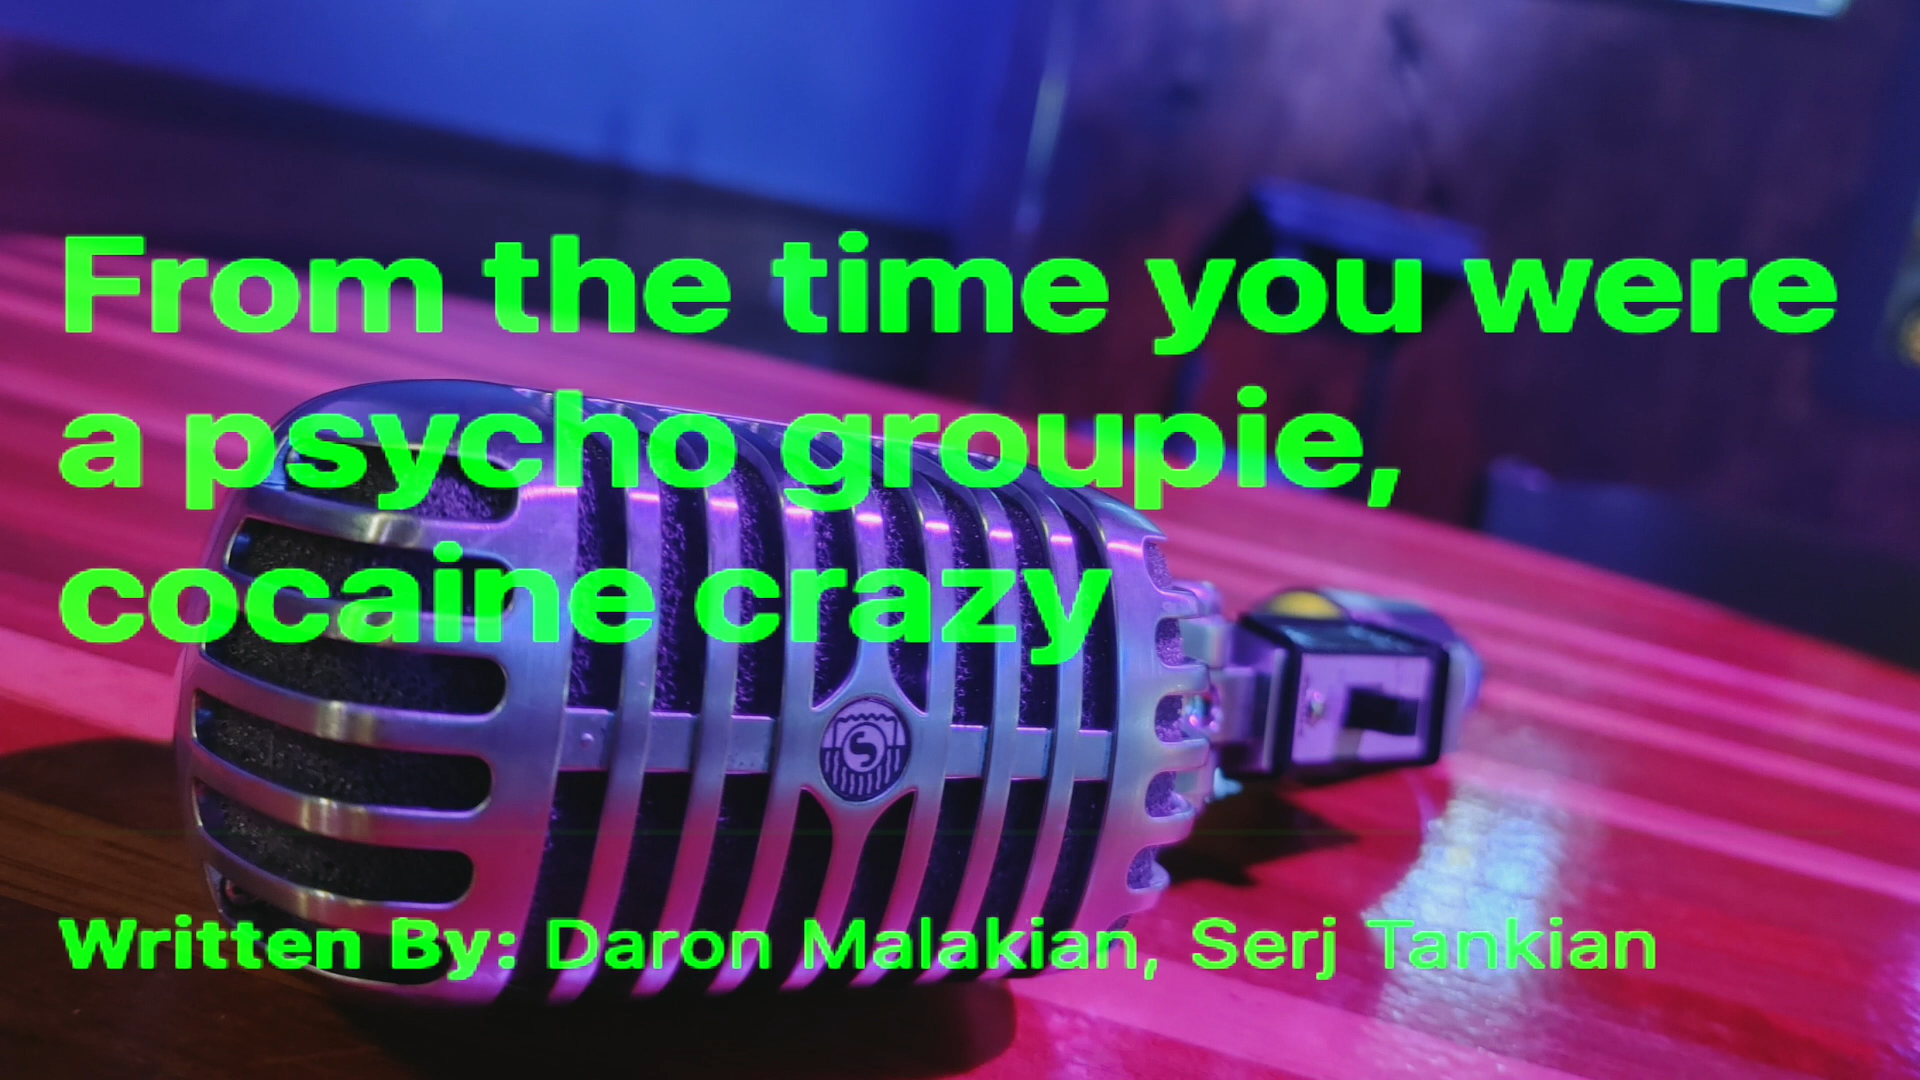 From the time you were
a psycho groupie,
cocaine crazy
Written By: Daron Malakian, Serj Tankian